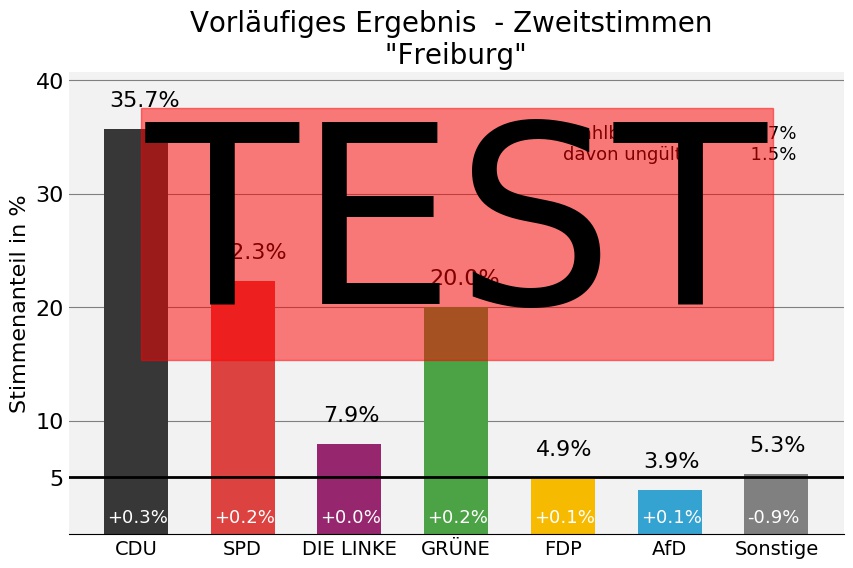 Vorläufiges Ergebnis - Zweitstimmen
"Freiburg"
Stimmenanteil in %
40
30
20
10
5
TEST
davon 1.5%
35.7%
20.0%
7.9%
4.9%
3.9%
5.3%
+0.3%
+0.2%
+0.0%
+0.2%
+0.1%
+0.1%
-0.9%
CDU
SPD
DIE LINKE
GRÜNE
FDP
AfD
Sonstige